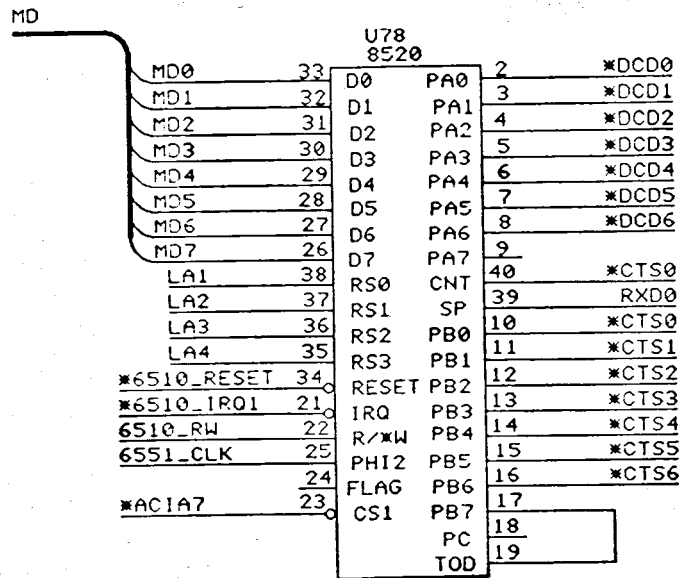 MD
U78
8520
MD0 33 D0 PA0 2 *DCD0
MD1 32 D1 PA1 3 *DCD1
MD2 31 D2 PA2 4 *DCD2
MD3 30 D3 PA3 5 *DCD3
MD4 29 D4 PA4 6 *DCD4
MD5 28 D5 PA5 7 *DCD5
MD6 27 D6 PA6 8 *DCD6
MD7 26 D7 PA7 9
LA1 38 RS0 CNT 40 *CTS0
LA2 37 RS1 SP 39 RXD0
LA3 36 RS2 PB0 10 *CTS0
LA4 35 RS3 PB1 11 *CTS1
*6510_RESET 34 RESET PB2 12 *CTS2
*6510_IRQ1 21 IRQ PB3 13 *CTS3
6510_RW 22 R/*W PB4 14 *CTS4
6551_CLK 25 PHI2 PB5 15 *CTS5
24 FLAG PB6 16 *CTS6
*ACIA7 23 CS1 PB7 17
PC 18
TOD 19